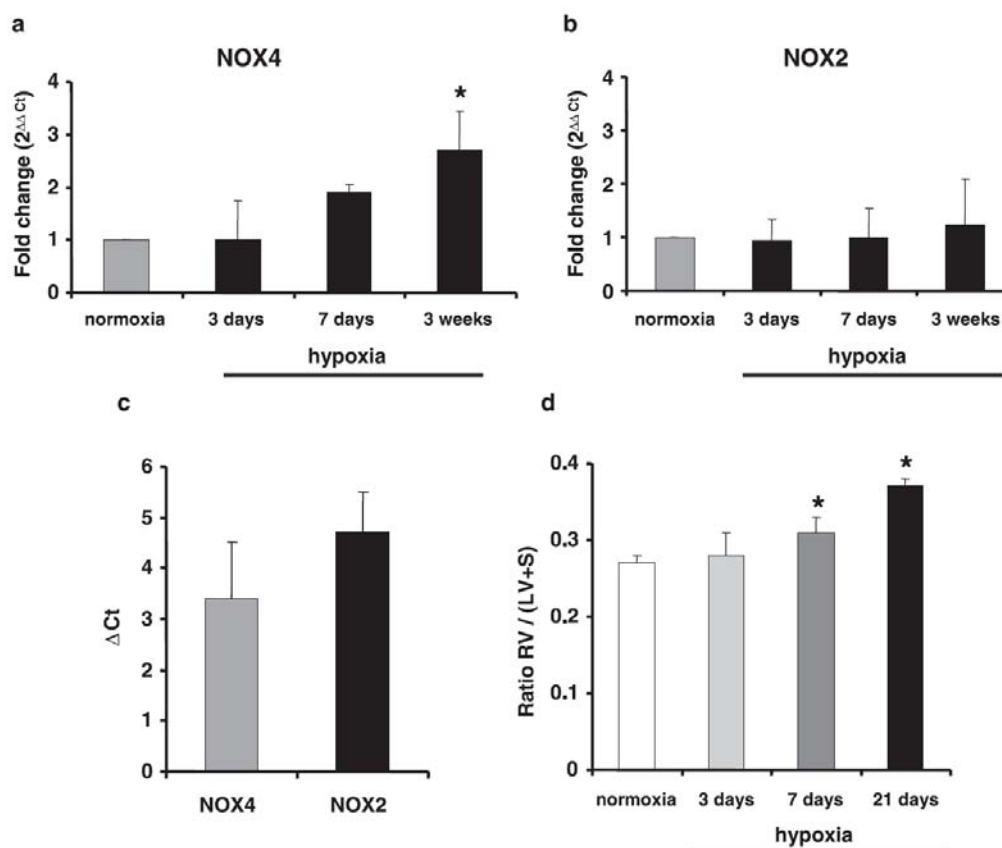 a
NOX4
Fold change (2ΔΔCt)
4
3
2
1
0
*
normoxia 3 days 7 days 3 weeks
hypoxia
b
NOX2
Fold change (2ΔΔCt)
4
3
2
1
0
normoxia 3 days 7 days 3 weeks
hypoxia
c
ΔCt
6
5
4
3
2
1
0
NOX4 NOX2
d
Ratio RV / (LV+S)
0.4
0.3
0.2
0.1
0
* *
normoxia 3 days 7 days 21 days
hypoxia